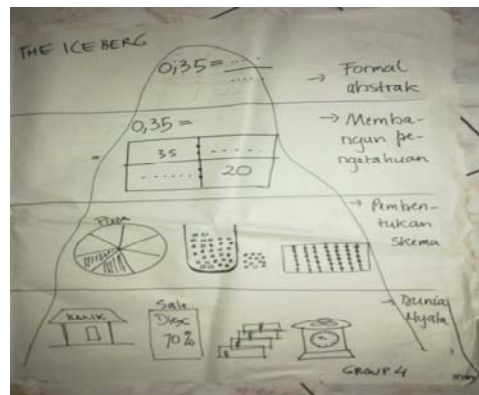 THE ICEBERG
0,35 = .....
.....
→ Formal
abstrak
0,35 =
35
.....
.......
20
→ Memba-
ngun pe-
ngetahuan
→ Pemben-
tukan
skema
Pizza
→ Dunia
Nyata
BANK
Sale
Disc
70%
GROUP 4